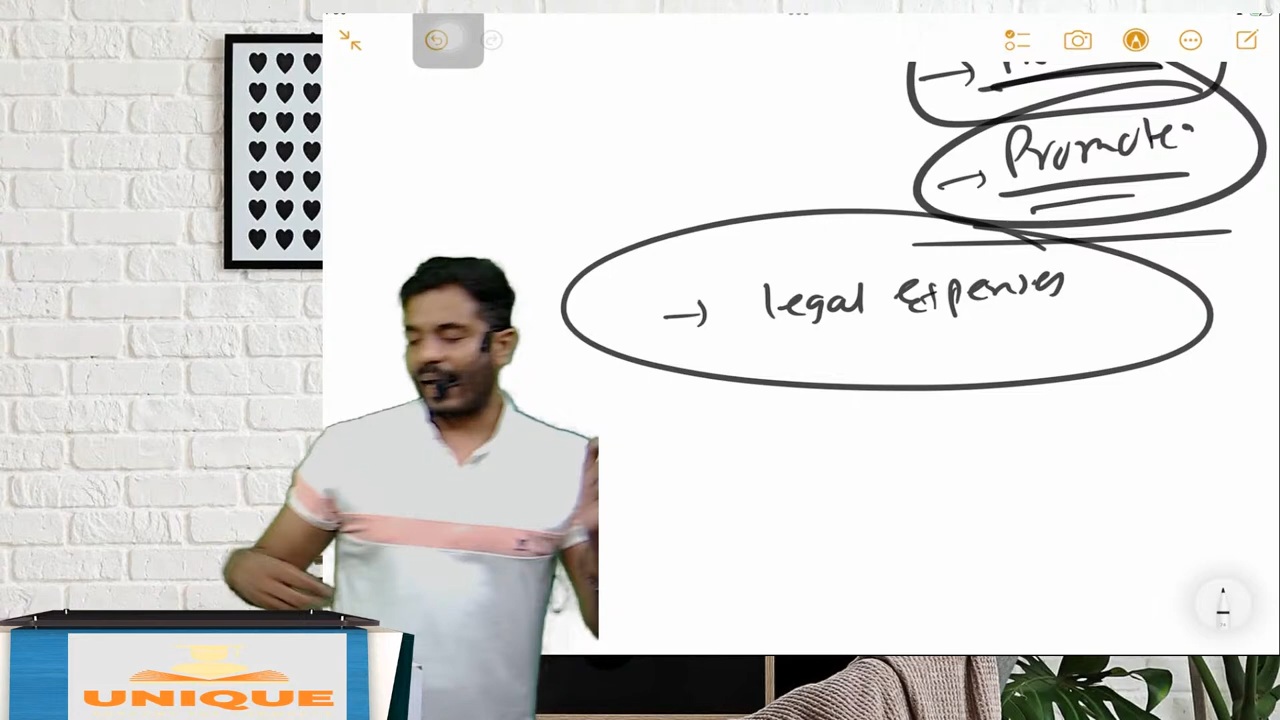 → Promote
→ legal expenses
UNIQUE